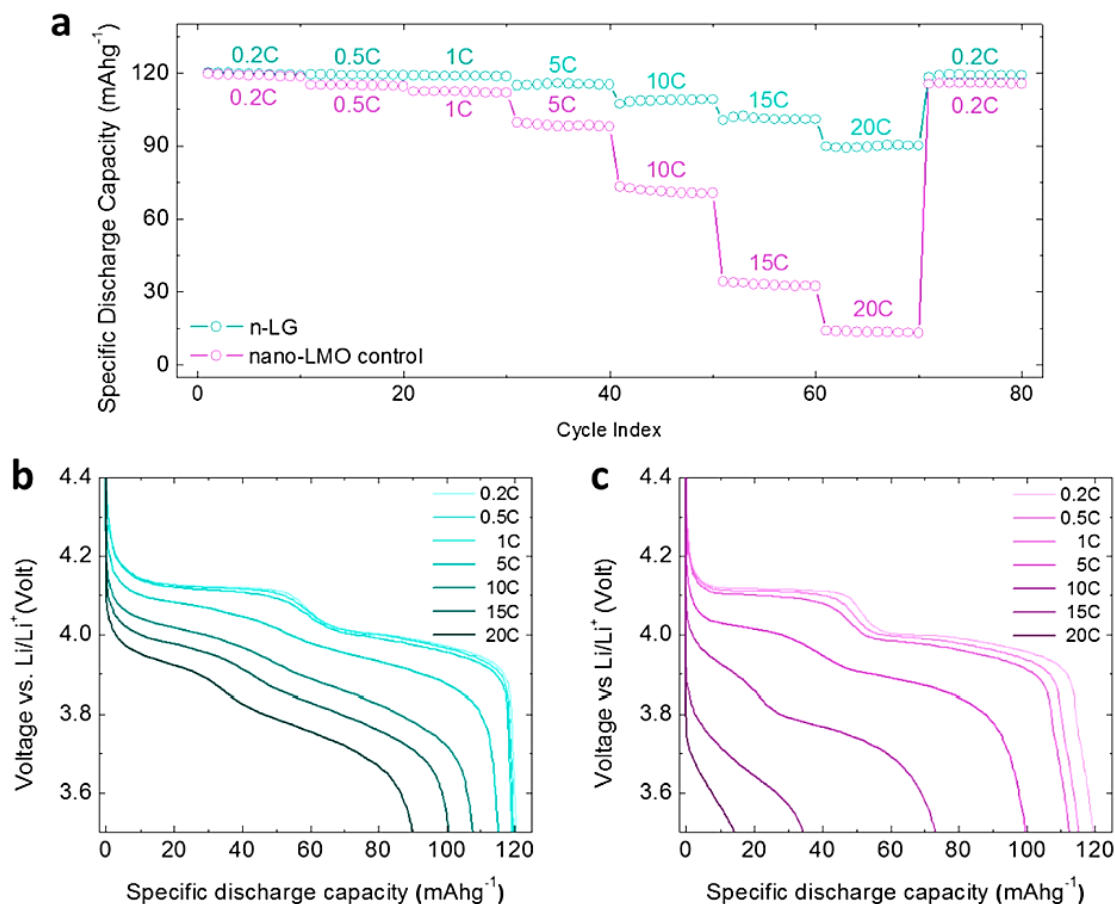 a
Specific Discharge Capacity (mAhg⁻¹)
120
90
60
30
0
0.2C
0.5C
1C
5C
10C
15C
20C
0.2C
0.2C
0.5C
1C
5C
10C
15C
20C
0.2C
n-LG
nano-LMO control
0 20 40 60 80
Cycle Index
b
Voltage vs. Li/Li⁺ (Volt)
4.4
4.2
4.0
3.8
3.6
0.2C
0.5C
1C
5C
10C
15C
20C
0 20 40 60 80 100 120
Specific discharge capacity (mAhg⁻¹)
c
Voltage vs Li/Li⁺ (Volt)
4.4
4.2
4.0
3.8
3.6
0.2C
0.5C
1C
5C
10C
15C
20C
0 20 40 60 80 100 120
Specific discharge capacity (mAhg⁻¹)